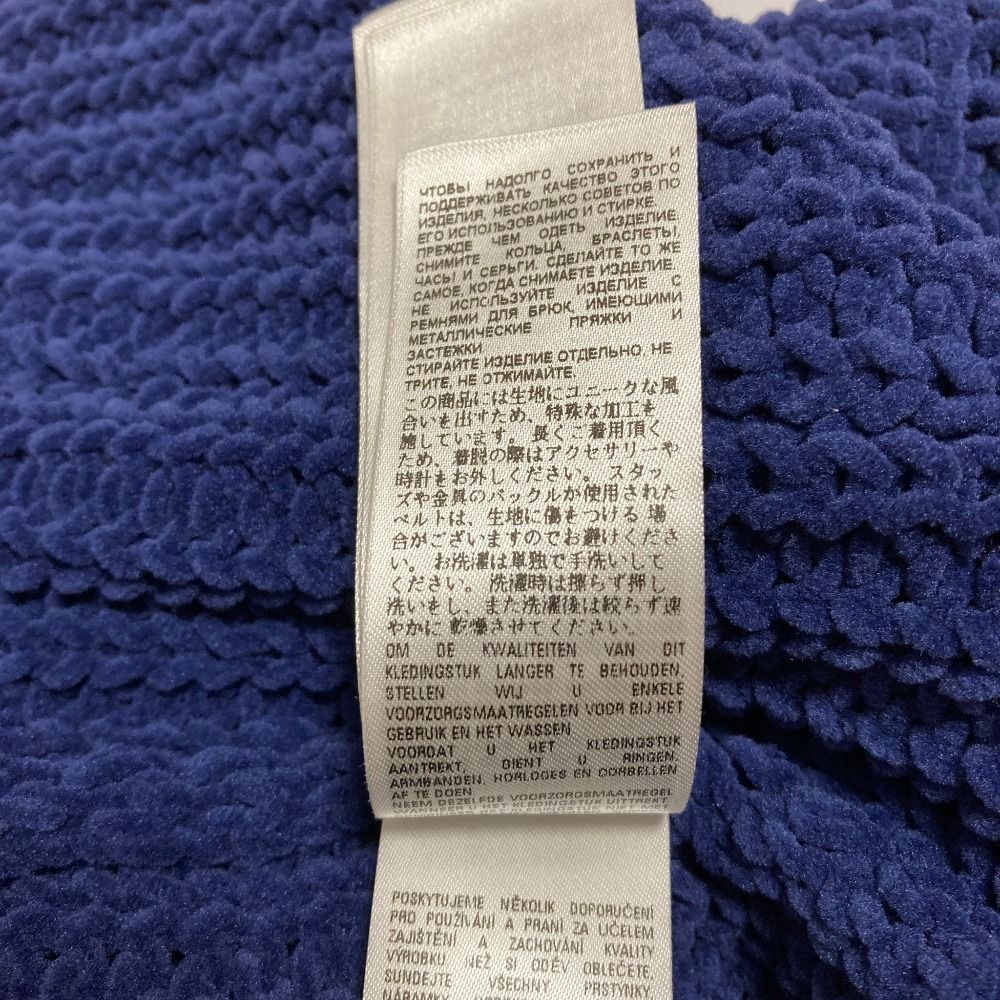 ЧТОБЫ НАДОЛГО СОХРАНИТЬ И
ПОДДЕРЖИВАТЬ КАЧЕСТВО ЭТОГО
ИЗДЕЛИЯ, НЕСКОЛЬКО СОВЕТОВ ПО
ЕГО ИСПОЛЬЗОВАНИЮ И СТИРКЕ.
ПРЕЖДЕ ЧЕМ ОДЕТЬ ИЗДЕЛИЕ
СНИМИТЕ КОЛЬЦА, БРАСЛЕТЫ,
ЧАСЫ И СЕРЬГИ, СДЕЛАЙТЕ ТО ЖЕ
САМОЕ, КОГДА СНИМАЕТЕ ИЗДЕЛИЕ.
НЕ ИСПОЛЬЗУЙТЕ ИЗДЕЛИЕ С
РЕМНЯМИ ДЛЯ БРЮК, ИМЕЮЩИМИ
МЕТАЛЛИЧЕСКИЕ ПРЯЖКИ И
ЗАСТЕЖКИ.
СТИРАЙТЕ ИЗДЕЛИЕ ОТДЕЛЬНО, НЕ
ТРИТЕ, НЕ ОТЖИМАЙТЕ.
この商品には生地にユニークな風
合いを出すため、特殊な加工を
施しています。長くご着用頂く
ため、着脱の際はアクセサリーや
時計をお外しください。スタッ
ズや金具のバックルが使用された
ベルトは、生地に傷をつける場
合がございますのでお避けくださ
い。お洗濯は単独で手洗いして
ください。洗濯時は擦らず押し
洗いをし、また洗濯後は絞らず速
やかに乾燥させてください。
OM DE KWALITEITEN VAN DIT
KLEDINGSTUK LANGER TE BEHOUDEN,
STELLEN WIJ U ENKELE
VOORZORGSMAATREGELEN VOOR BIJ HET
GEBRUIK EN HET WASSEN.
VOORDAT U HET KLEDINGSTUK
AANTREKT, DIENT U RINGEN,
ARMBANDEN, HORLOGES EN OORBELLEN
AF TE DOEN.
NEEM DEZELFDE VOORZORGSMAATREGEL
WANNEER U HET KLEDINGSTUK UITTREKT.
KLEDINGSTUK NIET MET
POSKYTUJEME NĚKOLIK DOPORUČENÍ
PRO POUŽÍVÁNÍ A PRANÍ ZA ÚČELEM
ZAJIŠTĚNÍ A ZACHOVÁNÍ KVALITY
VÝROBKU. NEŽ SI ODĚV OBLEČETE,
SUNDEJTE VŠECHNY PRSTÝNKY,
NÁRAMKY,